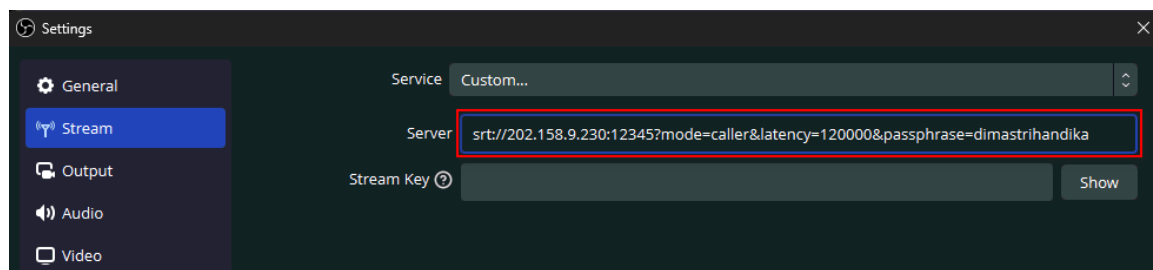 Settings
General
Stream
Output
Audio
Video
Service Custom...
Server srt://202.158.9.230:12345?mode=caller&latency=120000&passphrase=dimastrihandika
Stream Key
Show